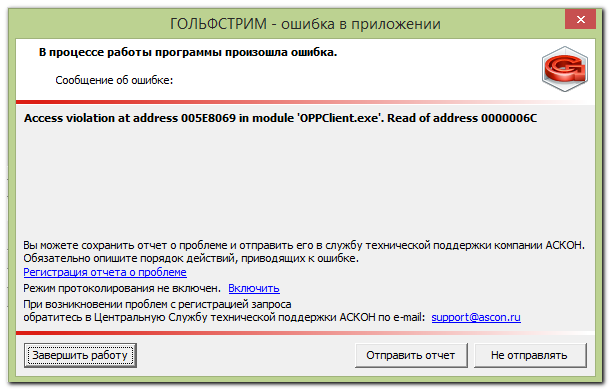 ГОЛЬФСТРИМ - ошибка в приложении
В процессе работы программы произошла ошибка.
Сообщение об ошибке:
Access violation at address 005E8069 in module 'OPPClient.exe'. Read of address 0000006C
Вы можете сохранить отчет о проблеме и отправить его в службу технической поддержки компании АСКОН.
Обязательно опишите порядок действий, приводящих к ошибке.
Регистрация отчета о проблеме
Режим протоколирования не включен. Включить
При возникновении проблем с регистрацией запроса
обратитесь в Центральную Службу технической поддержки АСКОН по e-mail: support@ascon.ru
Завершить работу Отправить отчет Не отправлять